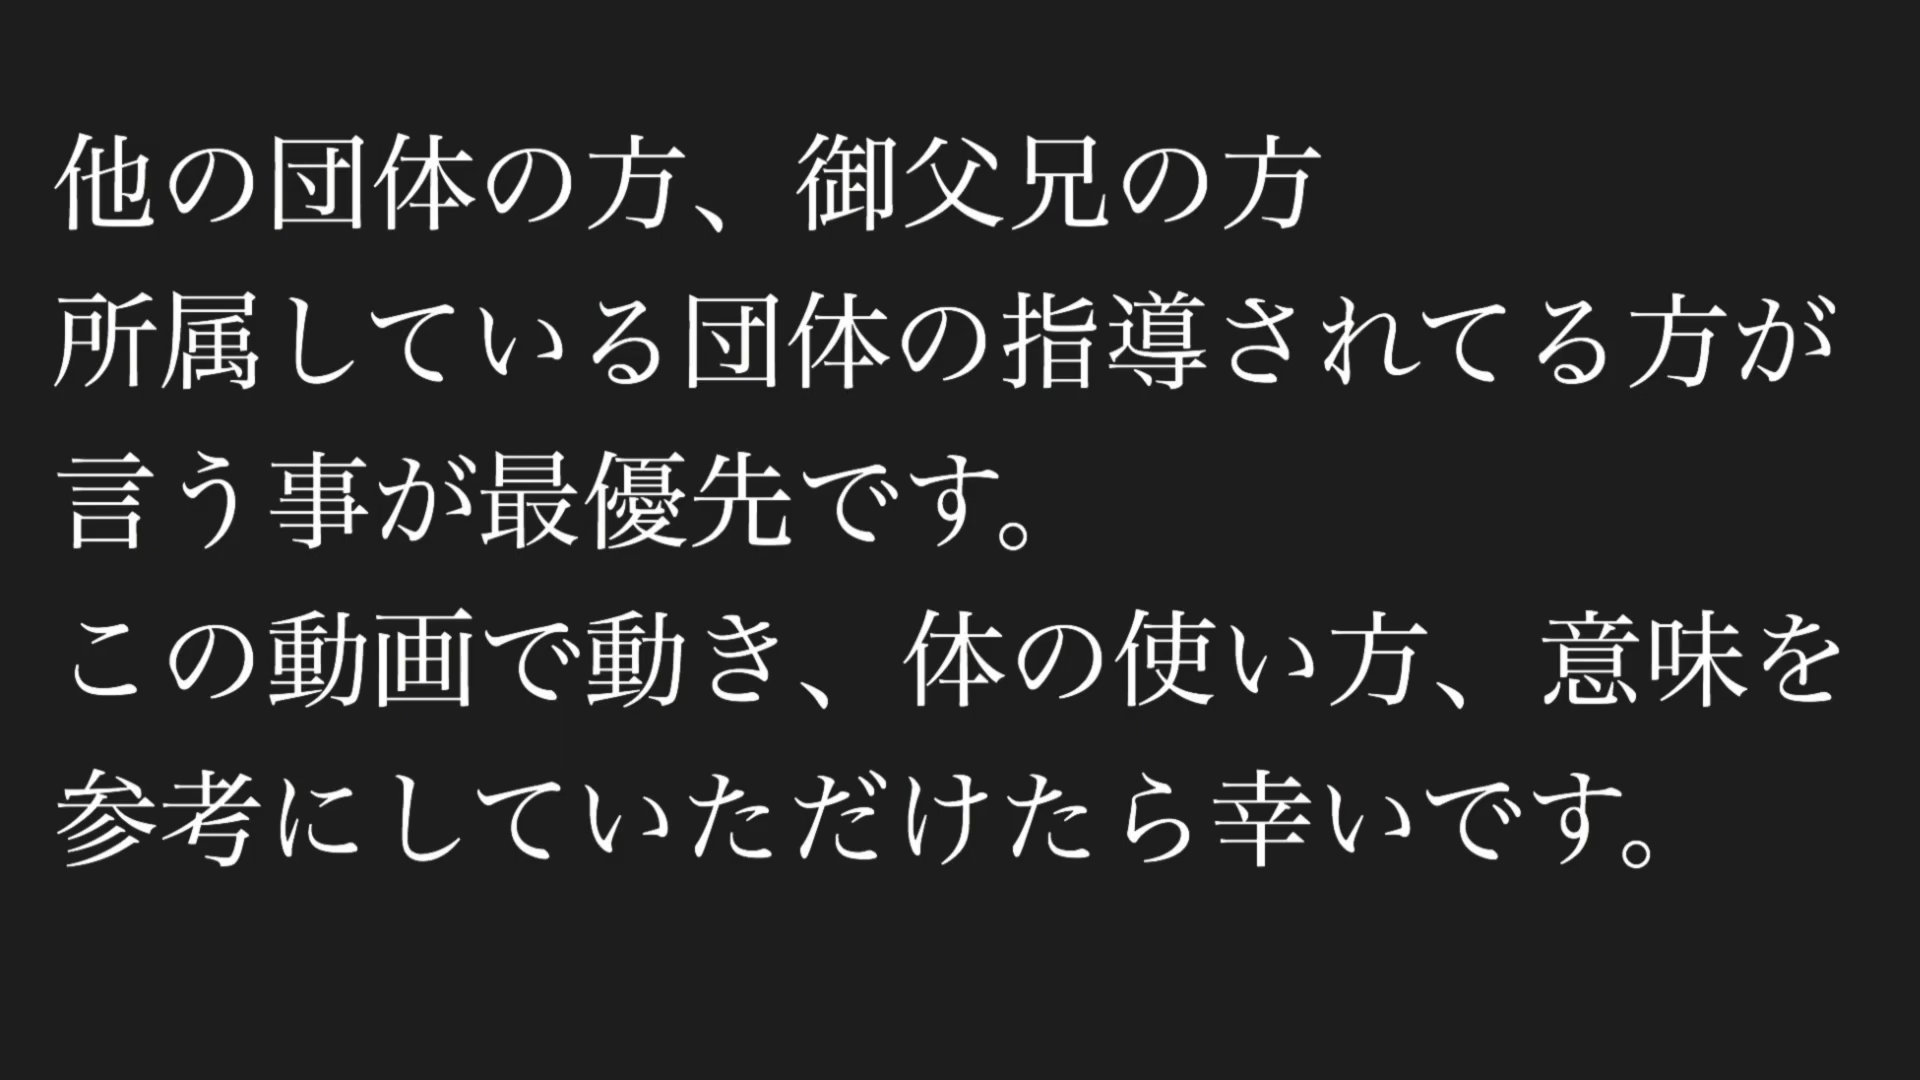 他の団体の方、御父兄の方
所属している団体の指導されてる方が
言う事が最優先です。
この動画で動き、体の使い方、意味を
参考にしていただけたら幸いです。